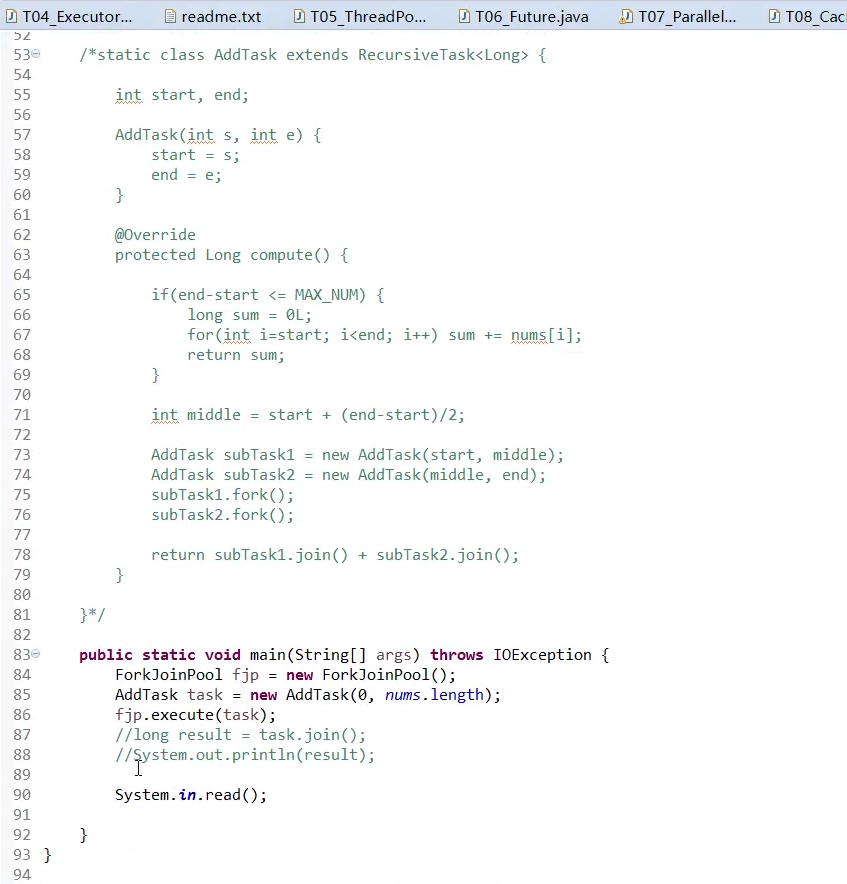 T04_Executor... readme.txt T05_ThreadPo... T06_Future.java T07_Parallel... T08_Cac
52
53 /*static class AddTask extends RecursiveTask<Long> {
54
55 int start, end;
56
57 AddTask(int s, int e) {
58 start = s;
59 end = e;
60 }
61
62 @Override
63 protected Long compute() {
64
65 if(end-start <= MAX_NUM) {
66 long sum = 0L;
67 for(int i=start; i<end; i++) sum += nums[i];
68 return sum;
69 }
70
71 int middle = start + (end-start)/2;
72
73 AddTask subTask1 = new AddTask(start, middle);
74 AddTask subTask2 = new AddTask(middle, end);
75 subTask1.fork();
76 subTask2.fork();
77
78 return subTask1.join() + subTask2.join();
79 }
80
81 }*/
82
83 public static void main(String[] args) throws IOException {
84 ForkJoinPool fjp = new ForkJoinPool();
85 AddTask task = new AddTask(0, nums.length);
86 fjp.execute(task);
87 //long result = task.join();
88 //System.out.println(result);
89
90 System.in.read();
91
92 }
93 }
94